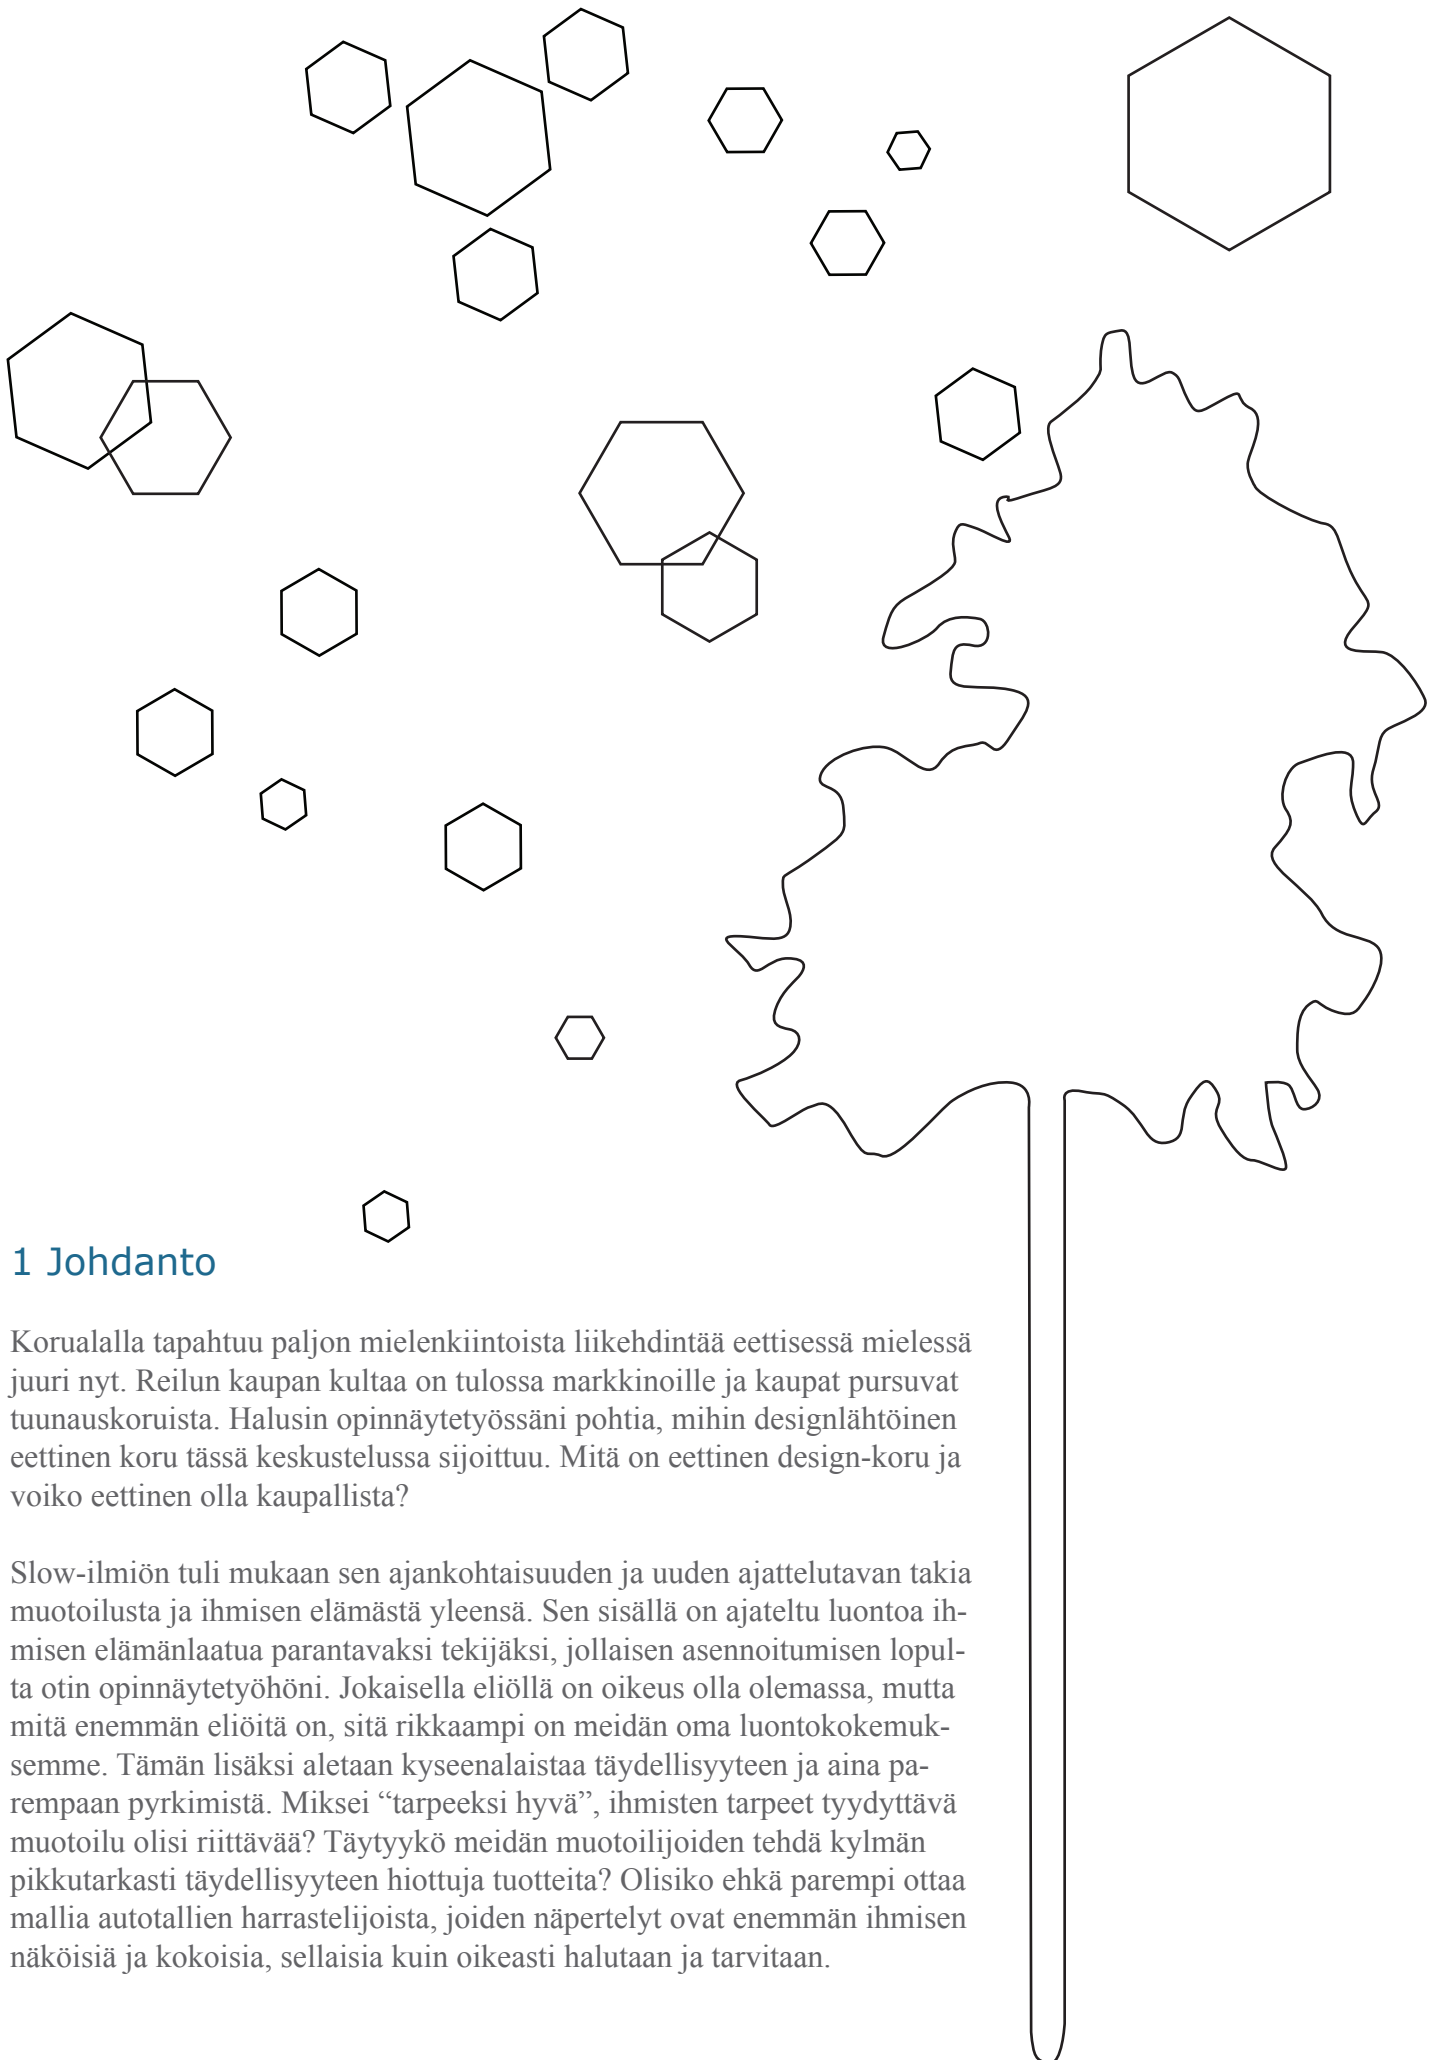 1 Johdanto
Korualalla tapahtuu paljon mielenkiintoista liikehdintää eettisessä mielessä
juuri nyt. Reilun kaupan kultaa on tulossa markkinoille ja kaupat pursuvat
tuunauskoruista. Halusin opinnäytetyössäni pohtia, mihin designlähtöinen
eettinen koru tässä keskustelussa sijoittuu. Mitä on eettinen design-koru ja
voiko eettinen olla kaupallista?
Slow-ilmiön tuli mukaan sen ajankohtaisuuden ja uuden ajattelutavan takia
muotoilusta ja ihmisen elämästä yleensä. Sen sisällä on ajateltu luontoa ih-
misen elämänlaatua parantavaksi tekijäksi, jollaisen asennoitumisen lopul-
ta otin opinnäytetyöhöni. Jokaisella eliöllä on oikeus olla olemassa, mutta
mitä enemmän eliöitä on, sitä rikkaampi on meidän oma luontokokemuk-
semme. Tämän lisäksi aletaan kyseenalaistaa täydellisyyteen ja aina pa-
rempaan pyrkimistä. Miksei “tarpeeksi hyvä”, ihmisten tarpeet tyydyttävä
muotoilu olisi riittävää? Täytyykö meidän muotoilijoiden tehdä kylmän
pikkutarkasti täydellisyyteen hiottuja tuotteita? Olisiko ehkä parempi ottaa
mallia autotallien harrastelijoista, joiden näpertelyt ovat enemmän ihmisen
näköisiä ja kokoisia, sellaisia kuin oikeasti halutaan ja tarvitaan.